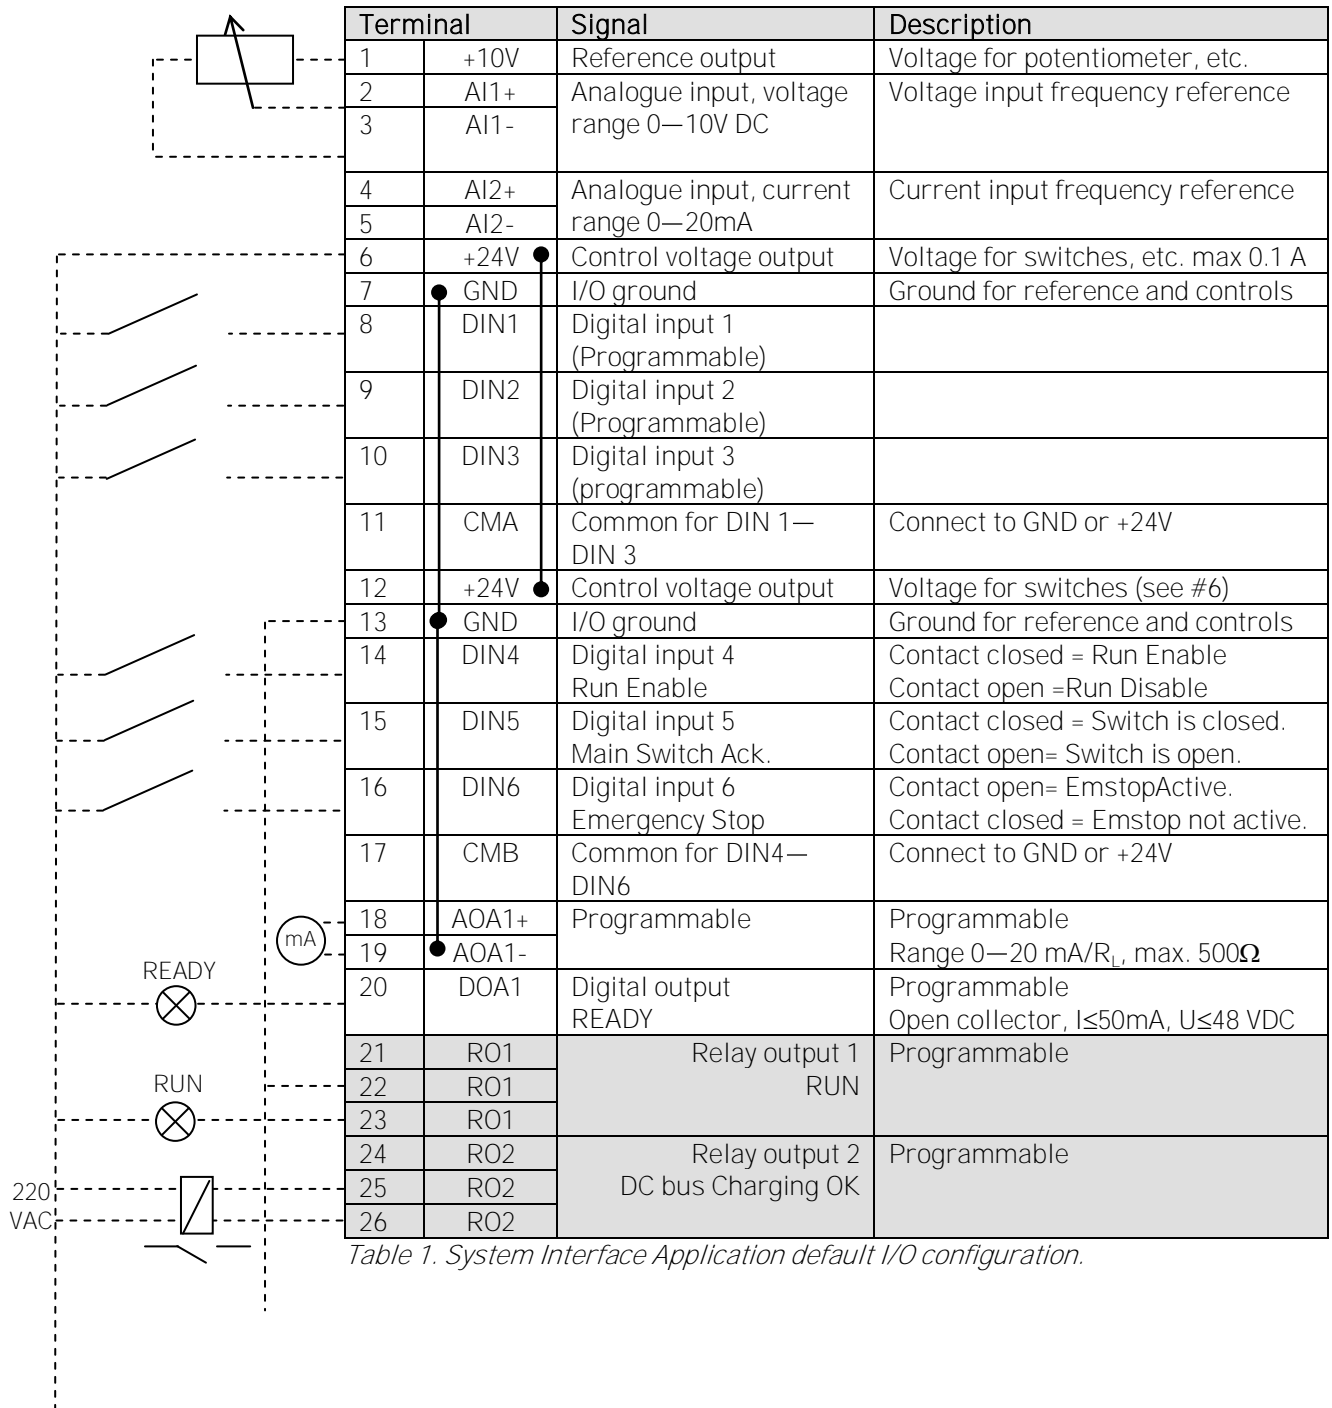 Terminal Signal Description
1 +10V Reference output Voltage for potentiometer, etc.
2 AI1+ Analogue input, voltage Voltage input frequency reference
3 AI1- range 0—10V DC
4 AI2+ Analogue input, current Current input frequency reference
5 AI2- range 0—20mA
6 +24V Control voltage output Voltage for switches, etc. max 0.1 A
7 GND I/O ground Ground for reference and controls
8 DIN1 Digital input 1
(Programmable)
9 DIN2 Digital input 2
(Programmable)
10 DIN3 Digital input 3
(programmable)
11 CMA Common for DIN 1— Connect to GND or +24V
DIN 3
12 +24V Control voltage output Voltage for switches (see #6)
13 GND I/O ground Ground for reference and controls
14 DIN4 Digital input 4 Contact closed = Run Enable
Run Enable Contact open =Run Disable
15 DIN5 Digital input 5 Contact closed = Switch is closed.
Main Switch Ack. Contact open= Switch is open.
16 DIN6 Digital input 6 Contact open= EmstopActive.
Emergency Stop Contact closed = Emstop not active.
17 CMB Common for DIN4— Connect to GND or +24V
DIN6
18 AOA1+ Programmable Programmable
mA 19 AOA1- Range 0—20 mA/RL, max. 500Ω
READY
20 DOA1 Digital output Programmable
READY Open collector, I≤50mA, U≤48 VDC
21 RO1 Relay output 1 Programmable
RUN 22 RO1 RUN
23 RO1
24 RO2 Relay output 2 Programmable
220 25 RO2 DC bus Charging OK
VAC 26 RO2
Table 1. System Interface Application default I/O configuration.